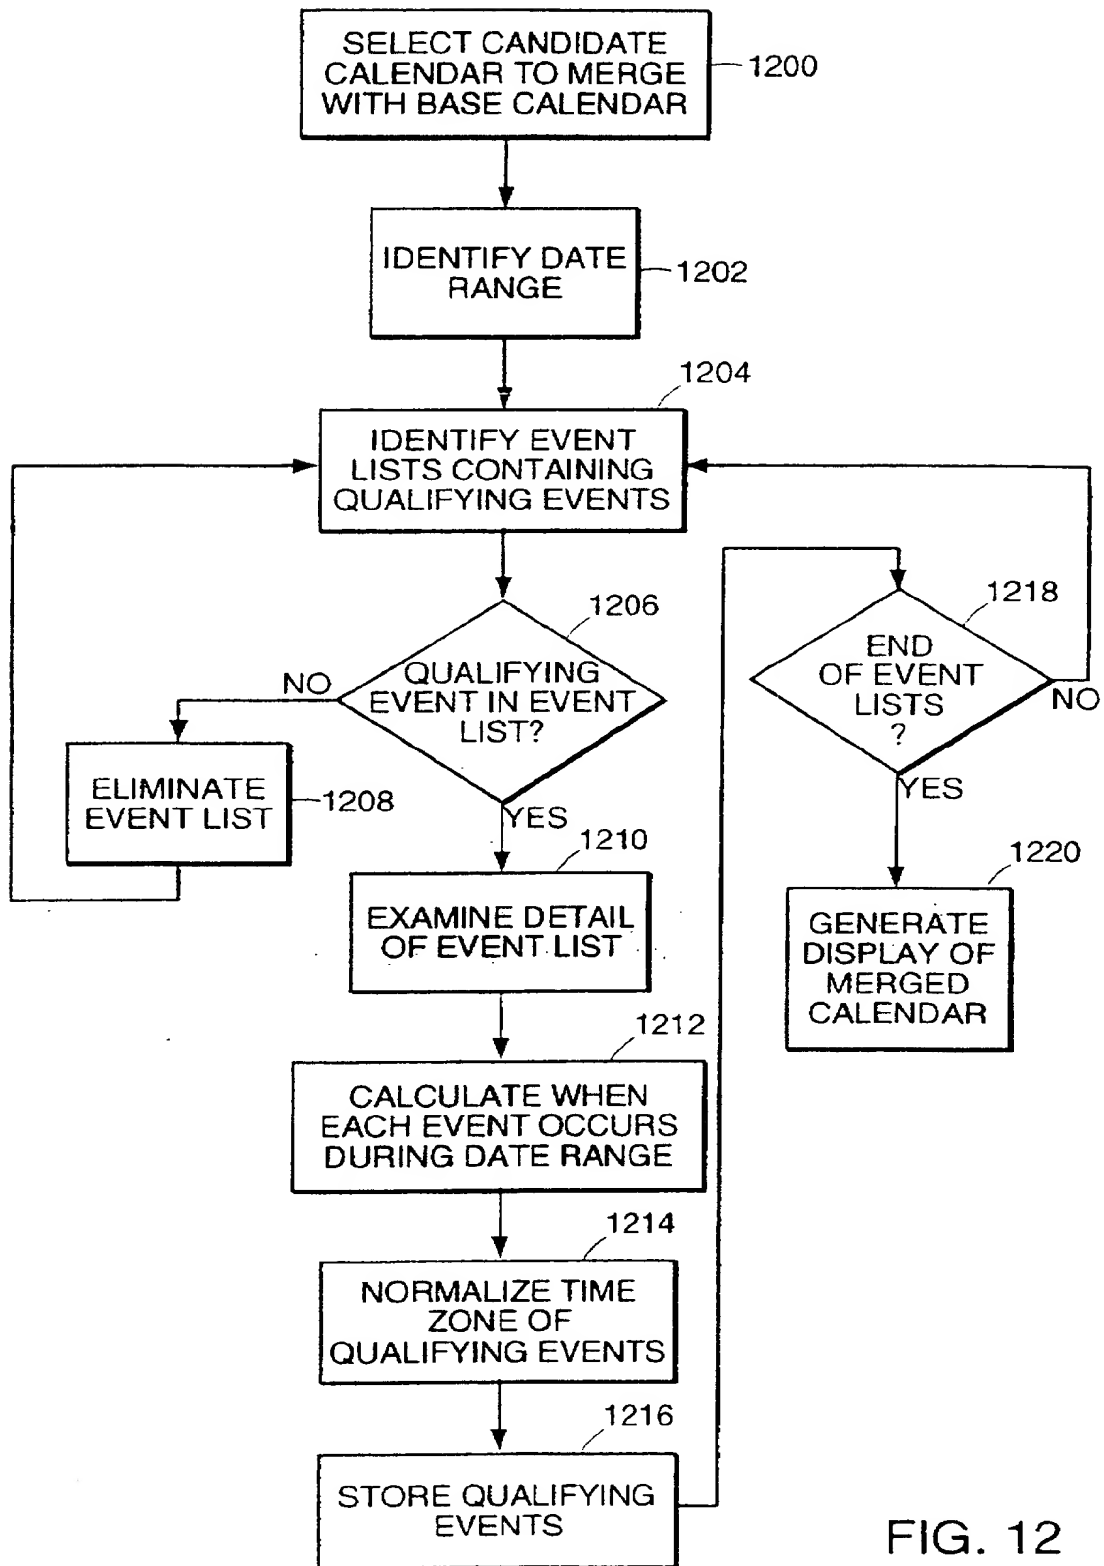 SELECT CANDIDATE
CALENDAR TO MERGE
WITH BASE CALENDAR
1200
IDENTIFY DATE
RANGE
1202
1204
IDENTIFY EVENT
LISTS CONTAINING
QUALIFYING EVENTS
1206
QUALIFYING
EVENT IN EVENT
LIST?
NO
YES
ELIMINATE
EVENT LIST
1208
1210
EXAMINE DETAIL
OF EVENT LIST
1212
CALCULATE WHEN
EACH EVENT OCCURS
DURING DATE RANGE
1214
NORMALIZE TIME
ZONE OF
QUALIFYING EVENTS
1216
STORE QUALIFYING
EVENTS
1218
END
OF EVENT
LISTS
?
NO
YES
1220
GENERATE
DISPLAY OF
MERGED
CALENDAR
FIG. 12